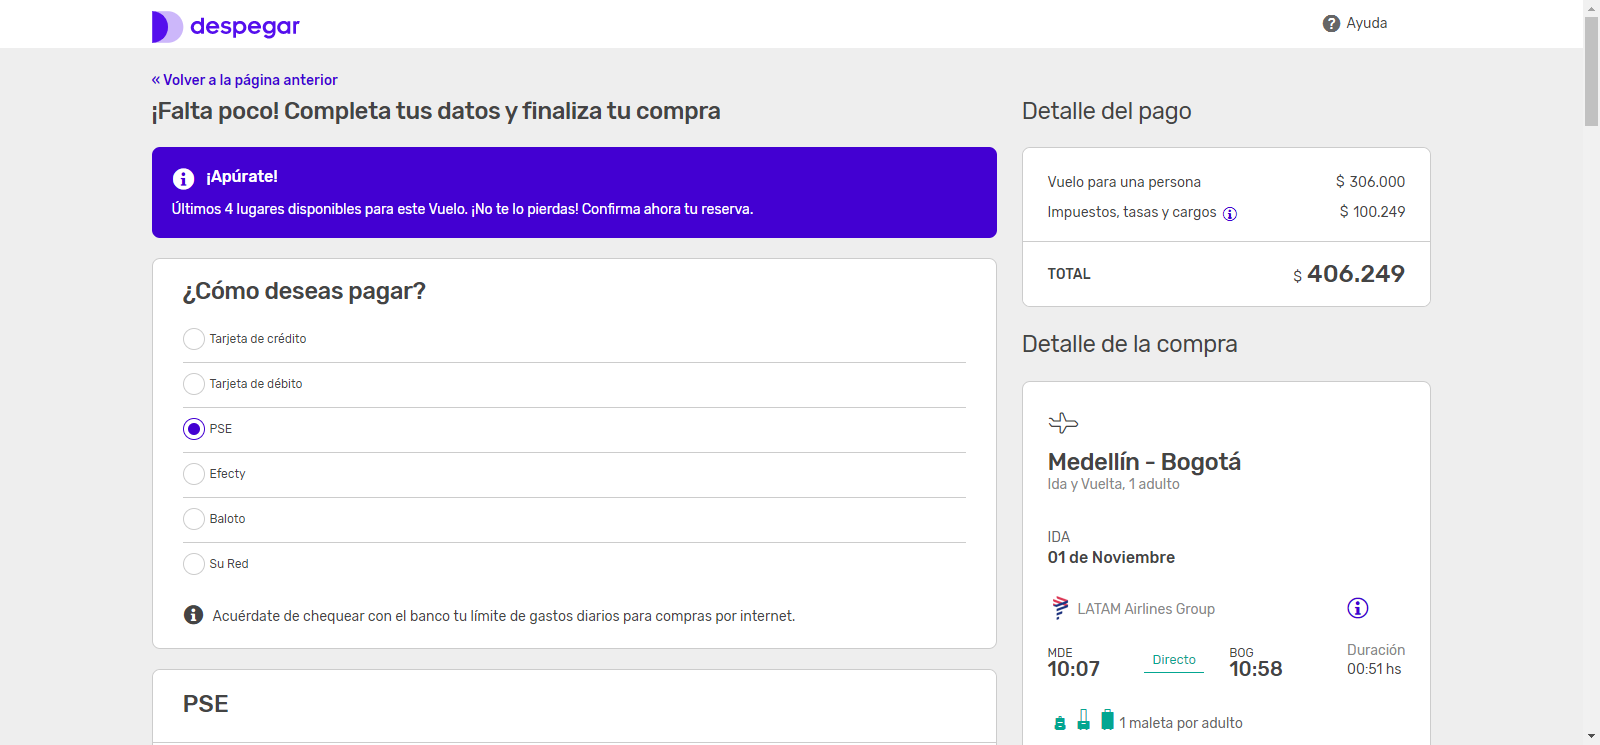 despegar
Ayuda
« Volver a la página anterior
¡Falta poco! Completa tus datos y finaliza tu compra
¡Apúrate!
Últimos 4 lugares disponibles para este Vuelo. ¡No te lo pierdas! Confirma ahora tu reserva.
¿Cómo deseas pagar?
Tarjeta de crédito
Tarjeta de débito
PSE
Efecty
Baloto
Su Red
Acuérdate de chequear con el banco tu límite de gastos diarios para compras por internet.
PSE
Detalle del pago
Vuelo para una persona $ 306.000
Impuestos, tasas y cargos $ 100.249
TOTAL $ 406.249
Detalle de la compra
Medellín - Bogotá
Ida y Vuelta, 1 adulto
IDA
01 de Noviembre
LATAM Airlines Group
MDE
10:07
Directo
BOG
10:58
Duración
00:51 hs
1 maleta por adulto